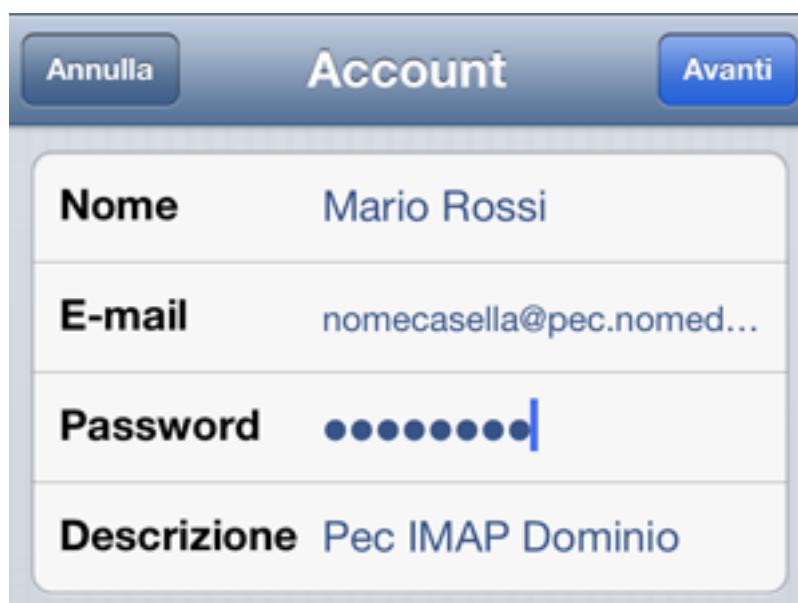 Annulla Account Avanti
Nome Mario Rossi
E-mail nomecasella@pec.nomed...
Password ●●●●●●●●
Descrizione Pec IMAP Dominio